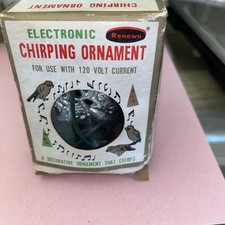 ELECTRONIC
Renown
CHIRPING ORNAMENT
FOR USE WITH 120 VOLT CURRENT
A DECORATIVE ORNAMENT THAT CHIRPS